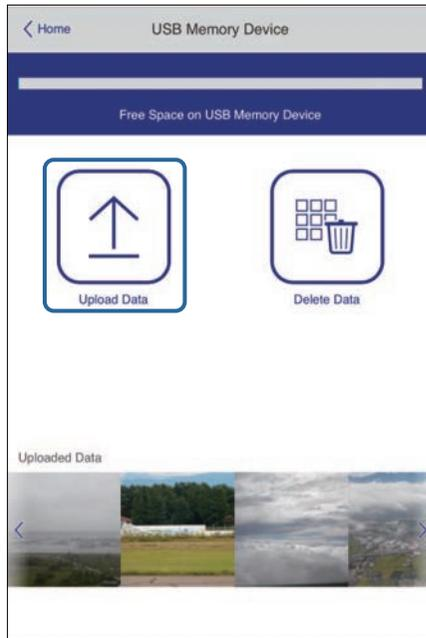 Home
USB Memory Device
Free Space on USB Memory Device
Upload Data
Delete Data
Uploaded Data